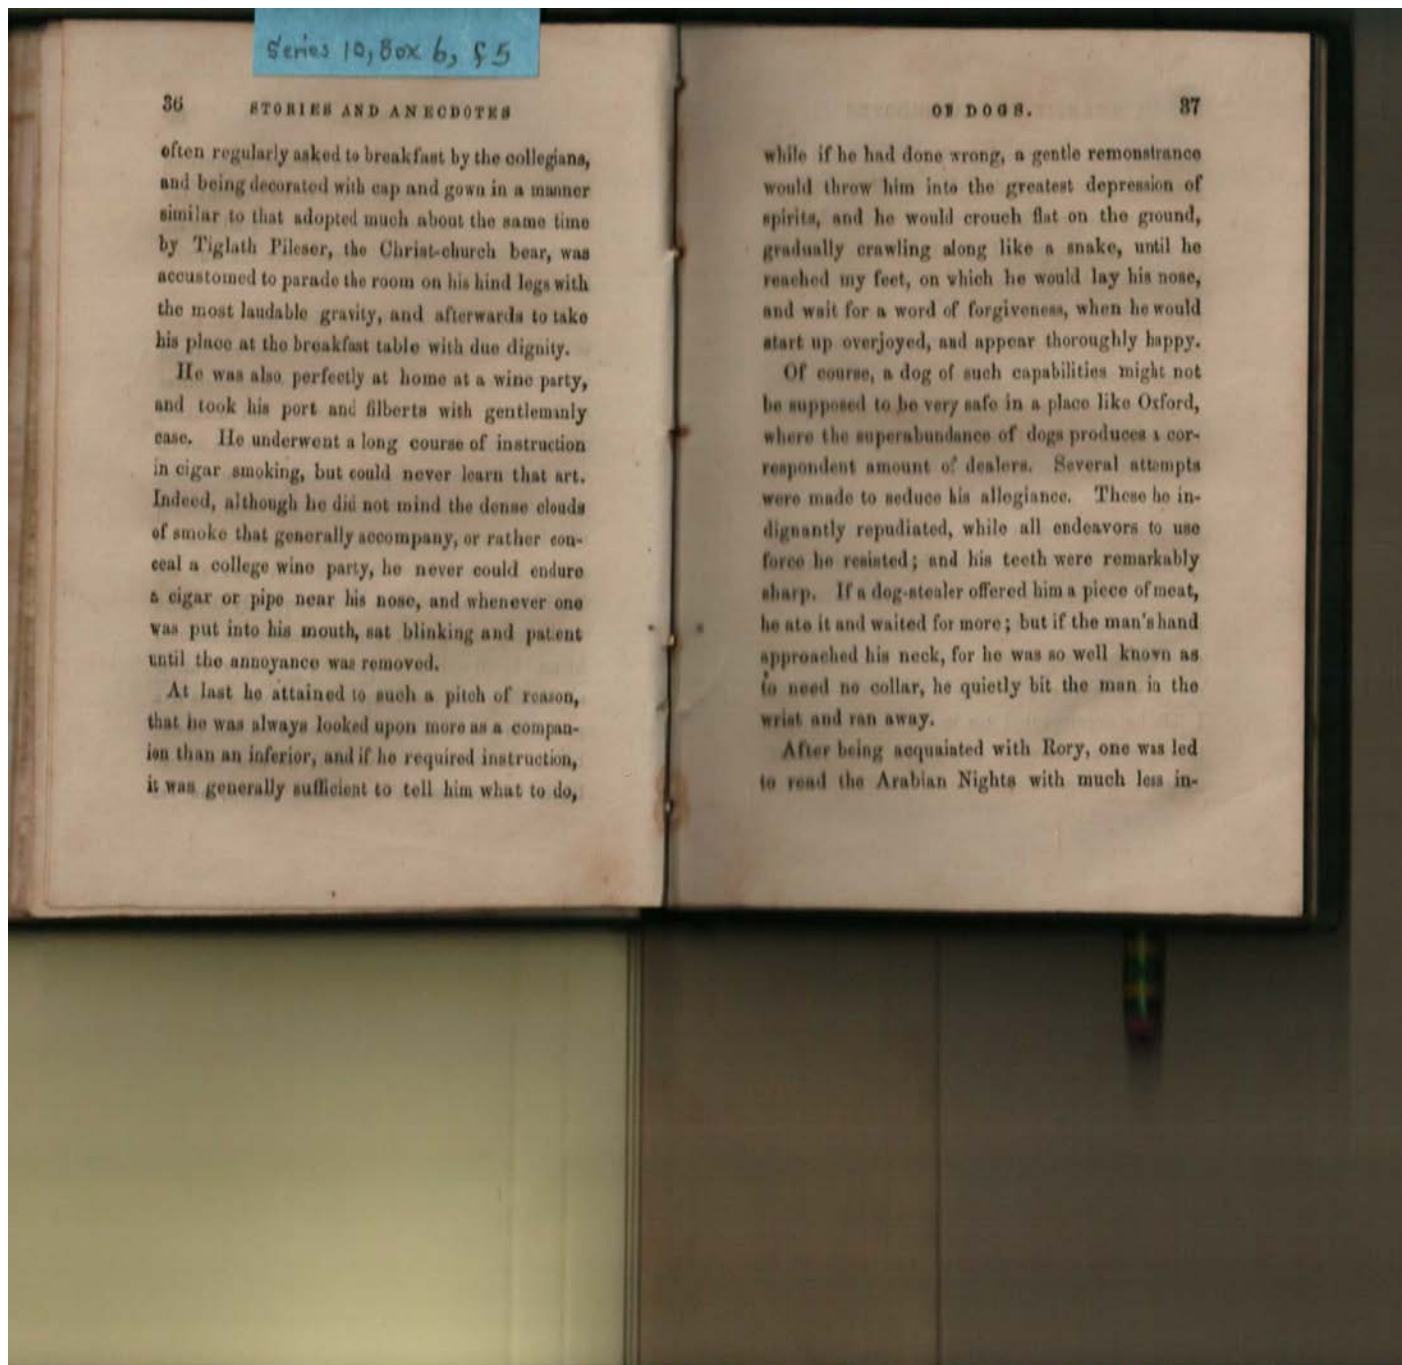 Series 10, Box 6, f5
36 STORIES AND ANECDOTES
often regularly asked to breakfast by the collegians,
and being decorated with cap and gown in a manner
similar to that adopted much about the same time
by Tiglath Pileser, the Christ-church bear, was
accustomed to parade the room on his hind legs with
the most laudable gravity, and afterwards to take
his place at the breakfast table with due dignity.
He was also perfectly at home at a wine party,
and took his port and filberts with gentlemanly
ease. He underwent a long course of instruction
in cigar smoking, but could never learn that art.
Indeed, although he did not mind the dense clouds
of smoke that generally accompany, or rather con-
ceal a college wine party, he never could endure
a cigar or pipe near his nose, and whenever one
was put into his mouth, sat blinking and patient
until the annoyance was removed.
At last he attained to such a pitch of reason,
that he was always looked upon more as a compan-
ion than an inferior, and if he required instruction,
it was generally sufficient to tell him what to do,
OF DOGS. 37
while if he had done wrong, a gentle remonstrance
would throw him into the greatest depression of
spirits, and he would crouch flat on the ground,
gradually crawling along like a snake, until he
reached my feet, on which he would lay his nose,
and wait for a word of forgiveness, when he would
start up overjoyed, and appear thoroughly happy.
Of course, a dog of such capabilities might not
be supposed to be very safe in a place like Oxford,
where the superabundance of dogs produces a cor-
respondent amount of dealers. Several attempts
were made to seduce his allegiance. These he in-
dignantly repudiated, while all endeavors to use
force he resisted; and his teeth were remarkably
sharp. If a dog-stealer offered him a piece of meat,
he ate it and waited for more; but if the man's hand
approached his neck, for he was so well known as
to need no collar, he quietly bit the man in the
wrist and ran away.
After being acquainted with Rory, one was led
to read the Arabian Nights with much less in-